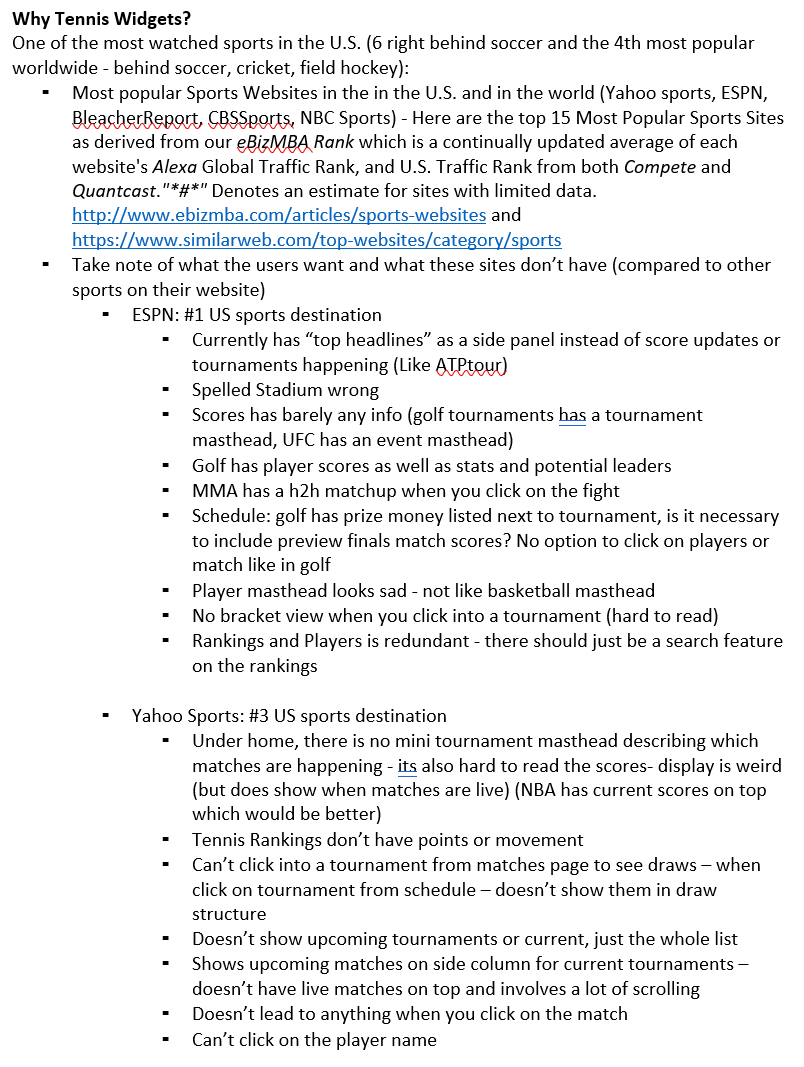 Why Tennis Widgets?
One of the most watched sports in the U.S. (6 right behind soccer and the 4th most popular
worldwide - behind soccer, cricket, field hockey):
▪ Most popular Sports Websites in the in the U.S. and in the world (Yahoo sports, ESPN,
BleacherReport, CBSSports, NBC Sports) - Here are the top 15 Most Popular Sports Sites
as derived from our eBizMBA Rank which is a continually updated average of each
website's Alexa Global Traffic Rank, and U.S. Traffic Rank from both Compete and
Quantcast."*#*" Denotes an estimate for sites with limited data.
http://www.ebizmba.com/articles/sports-websites and
https://www.similarweb.com/top-websites/category/sports
▪ Take note of what the users want and what these sites don’t have (compared to other
sports on their website)
▪ ESPN: #1 US sports destination
▪ Currently has “top headlines” as a side panel instead of score updates or
tournaments happening (Like ATPtour)
▪ Spelled Stadium wrong
▪ Scores has barely any info (golf tournaments has a tournament
masthead, UFC has an event masthead)
▪ Golf has player scores as well as stats and potential leaders
▪ MMA has a h2h matchup when you click on the fight
▪ Schedule: golf has prize money listed next to tournament, is it necessary
to include preview finals match scores? No option to click on players or
match like in golf
▪ Player masthead looks sad - not like basketball masthead
▪ No bracket view when you click into a tournament (hard to read)
▪ Rankings and Players is redundant - there should just be a search feature
on the rankings
▪ Yahoo Sports: #3 US sports destination
▪ Under home, there is no mini tournament masthead describing which
matches are happening - its also hard to read the scores- display is weird
(but does show when matches are live) (NBA has current scores on top
which would be better)
▪ Tennis Rankings don’t have points or movement
▪ Can’t click into a tournament from matches page to see draws – when
click on tournament from schedule – doesn’t show them in draw
structure
▪ Doesn’t show upcoming tournaments or current, just the whole list
▪ Shows upcoming matches on side column for current tournaments –
doesn’t have live matches on top and involves a lot of scrolling
▪ Doesn’t lead to anything when you click on the match
▪ Can’t click on the player name